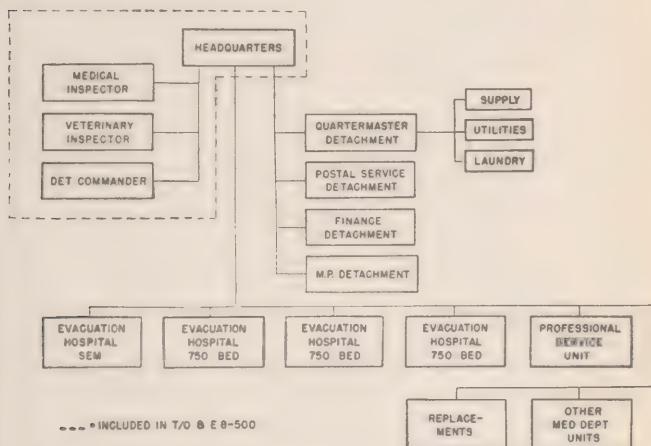 HEADQUARTERS
MEDICAL
INSPECTOR
VETERINARY
INSPECTOR
DET COMMANDER
QUARTERMASTER
DETACHMENT
SUPPLY
UTILITIES
LAUNDRY
POSTAL SERVICE
DETACHMENT
FINANCE
DETACHMENT
M.P. DETACHMENT
EVACUATION
HOSPITAL
SEM
EVACUATION
HOSPITAL
750 BED
EVACUATION
HOSPITAL
750 BED
EVACUATION
HOSPITAL
750 BED
PROFESSIONAL
SERVICE
UNIT
REPLACE-
MENTS
OTHER
MED DEPT
UNITS
---- = INCLUDED IN T/O & E 8-500